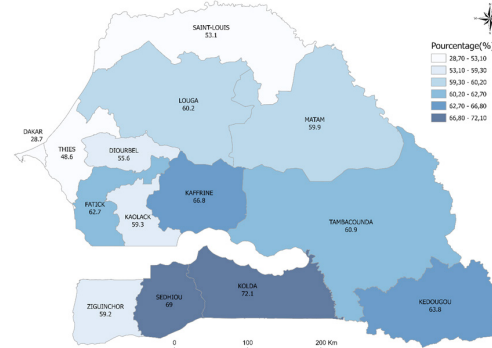 SAINT-LOUIS
53.1
Pourcentage(%)
28,70 - 53,10
53,10 - 59,30
59,30 - 60,20
60,20 - 62,70
62,70 - 66,80
66,80 - 72,10
LOUGA
60.2
MATAM
59.9
DAKAR
28.7
THIES
48.6
DIOURBEL
55.6
KAFFRINE
66.8
FATICK
62.7
KAOLACK
59.3
TAMBACOUNDA
60.9
ZIGUINCHOR
59.2
SEDHIOU
69
KOLDA
72.1
KEDOUGOU
63.8
0 100 200 Km